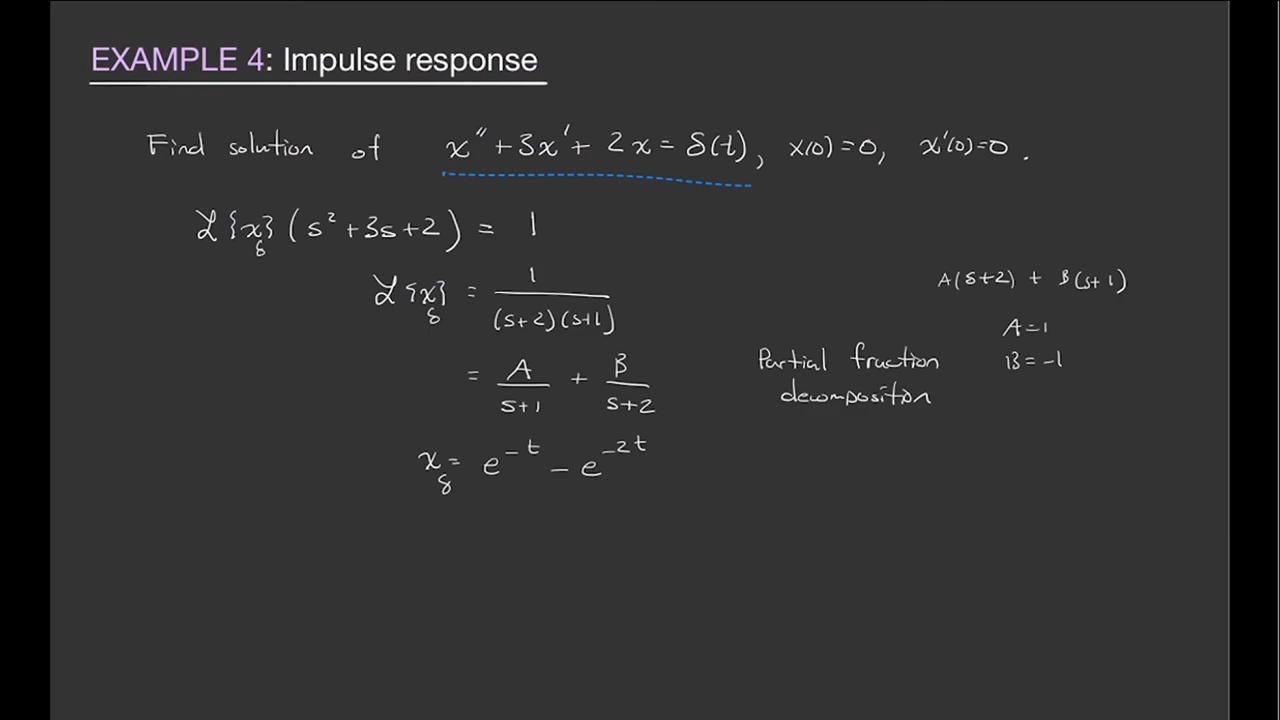 EXAMPLE 4: Impulse response
Find solution of x″ + 3x′ + 2x = δ(t), x(0) = 0, x′(0) = 0.
ℒ{x_δ}(s² + 3s + 2) = 1
ℒ{x_δ} = 1/((s+2)(s+1))
A(s+2) + B(s+1)
A = 1
B = -1
= A/(s+1) + B/(s+2)
Partial fraction
decomposition
x_δ = e^(-t) - e^(-2t)